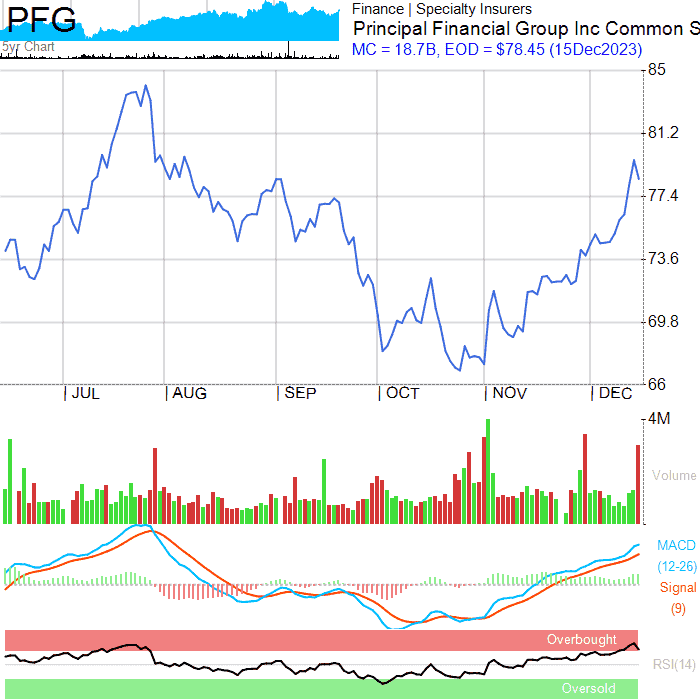 PFG
5yr Chart
Finance | Specialty Insurers
Principal Financial Group Inc Common S
MC = 18.7B, EOD = $78.45 (15Dec2023)
85
81.2
77.4
73.6
69.8
66
JUL AUG SEP OCT NOV DEC
4M
Volume
MACD
(12-26)
Signal
(9)
Overbought
RSI(14)
Oversold